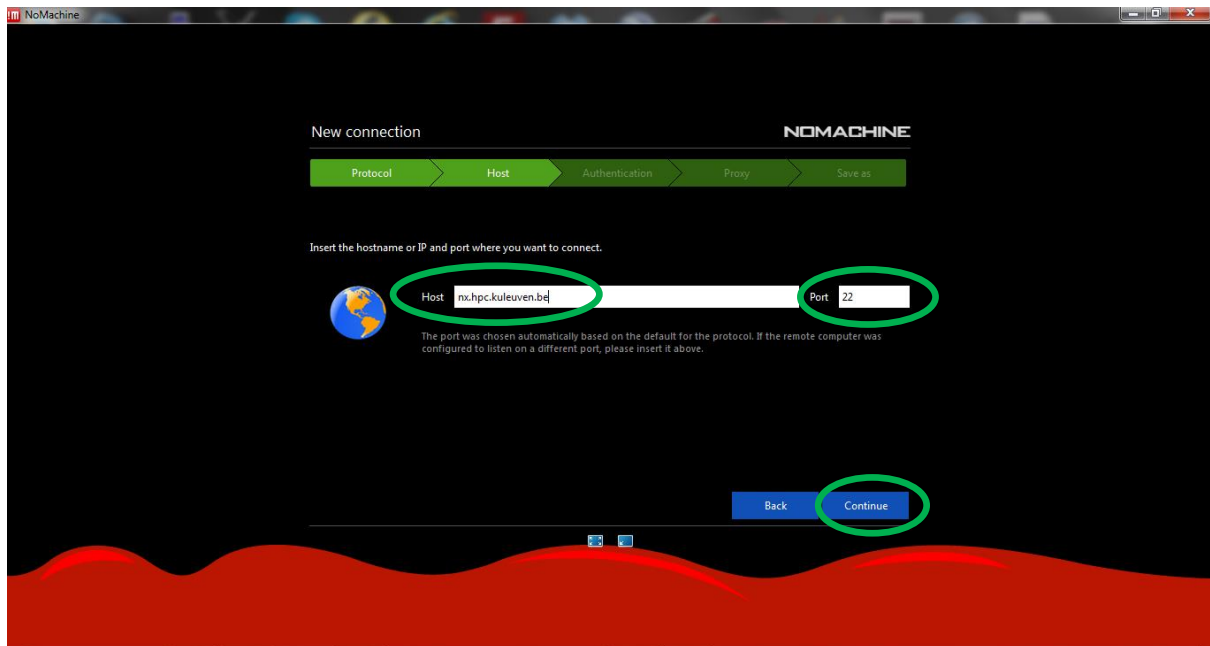 NoMachine
New connection
NOMACHINE
Protocol
Host
Authentication
Proxy
Save as
Insert the hostname or IP and port where you want to connect.
Host nx.hpc.kuleuven.be Port 22
The port was chosen automatically based on the default for the protocol. If the remote computer was
configured to listen on a different port, please insert it above.
Back
Continue